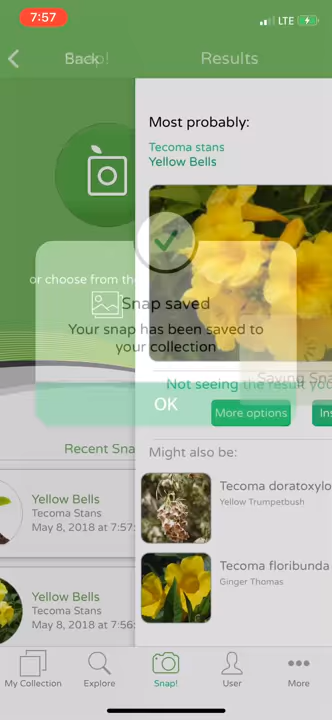 7:57
LTE
Back
Snap!
Results
Most probably:
Tecoma stans
Yellow Bells
or choose from the
Snap saved
Your snap has been saved to
your collection
Saving Sna
Not seeing the result you
OK
More options
Ins
Recent Sna
Might also be:
Yellow Bells
Tecoma Stans
May 8, 2018 at 7:57:
Tecoma doratoxylo
Yellow Trumpetbush
Yellow Bells
Tecoma Stans
May 8, 2018 at 7:56:
Tecoma floribunda
Ginger Thomas
My Collection
Explore
Snap!
User
More